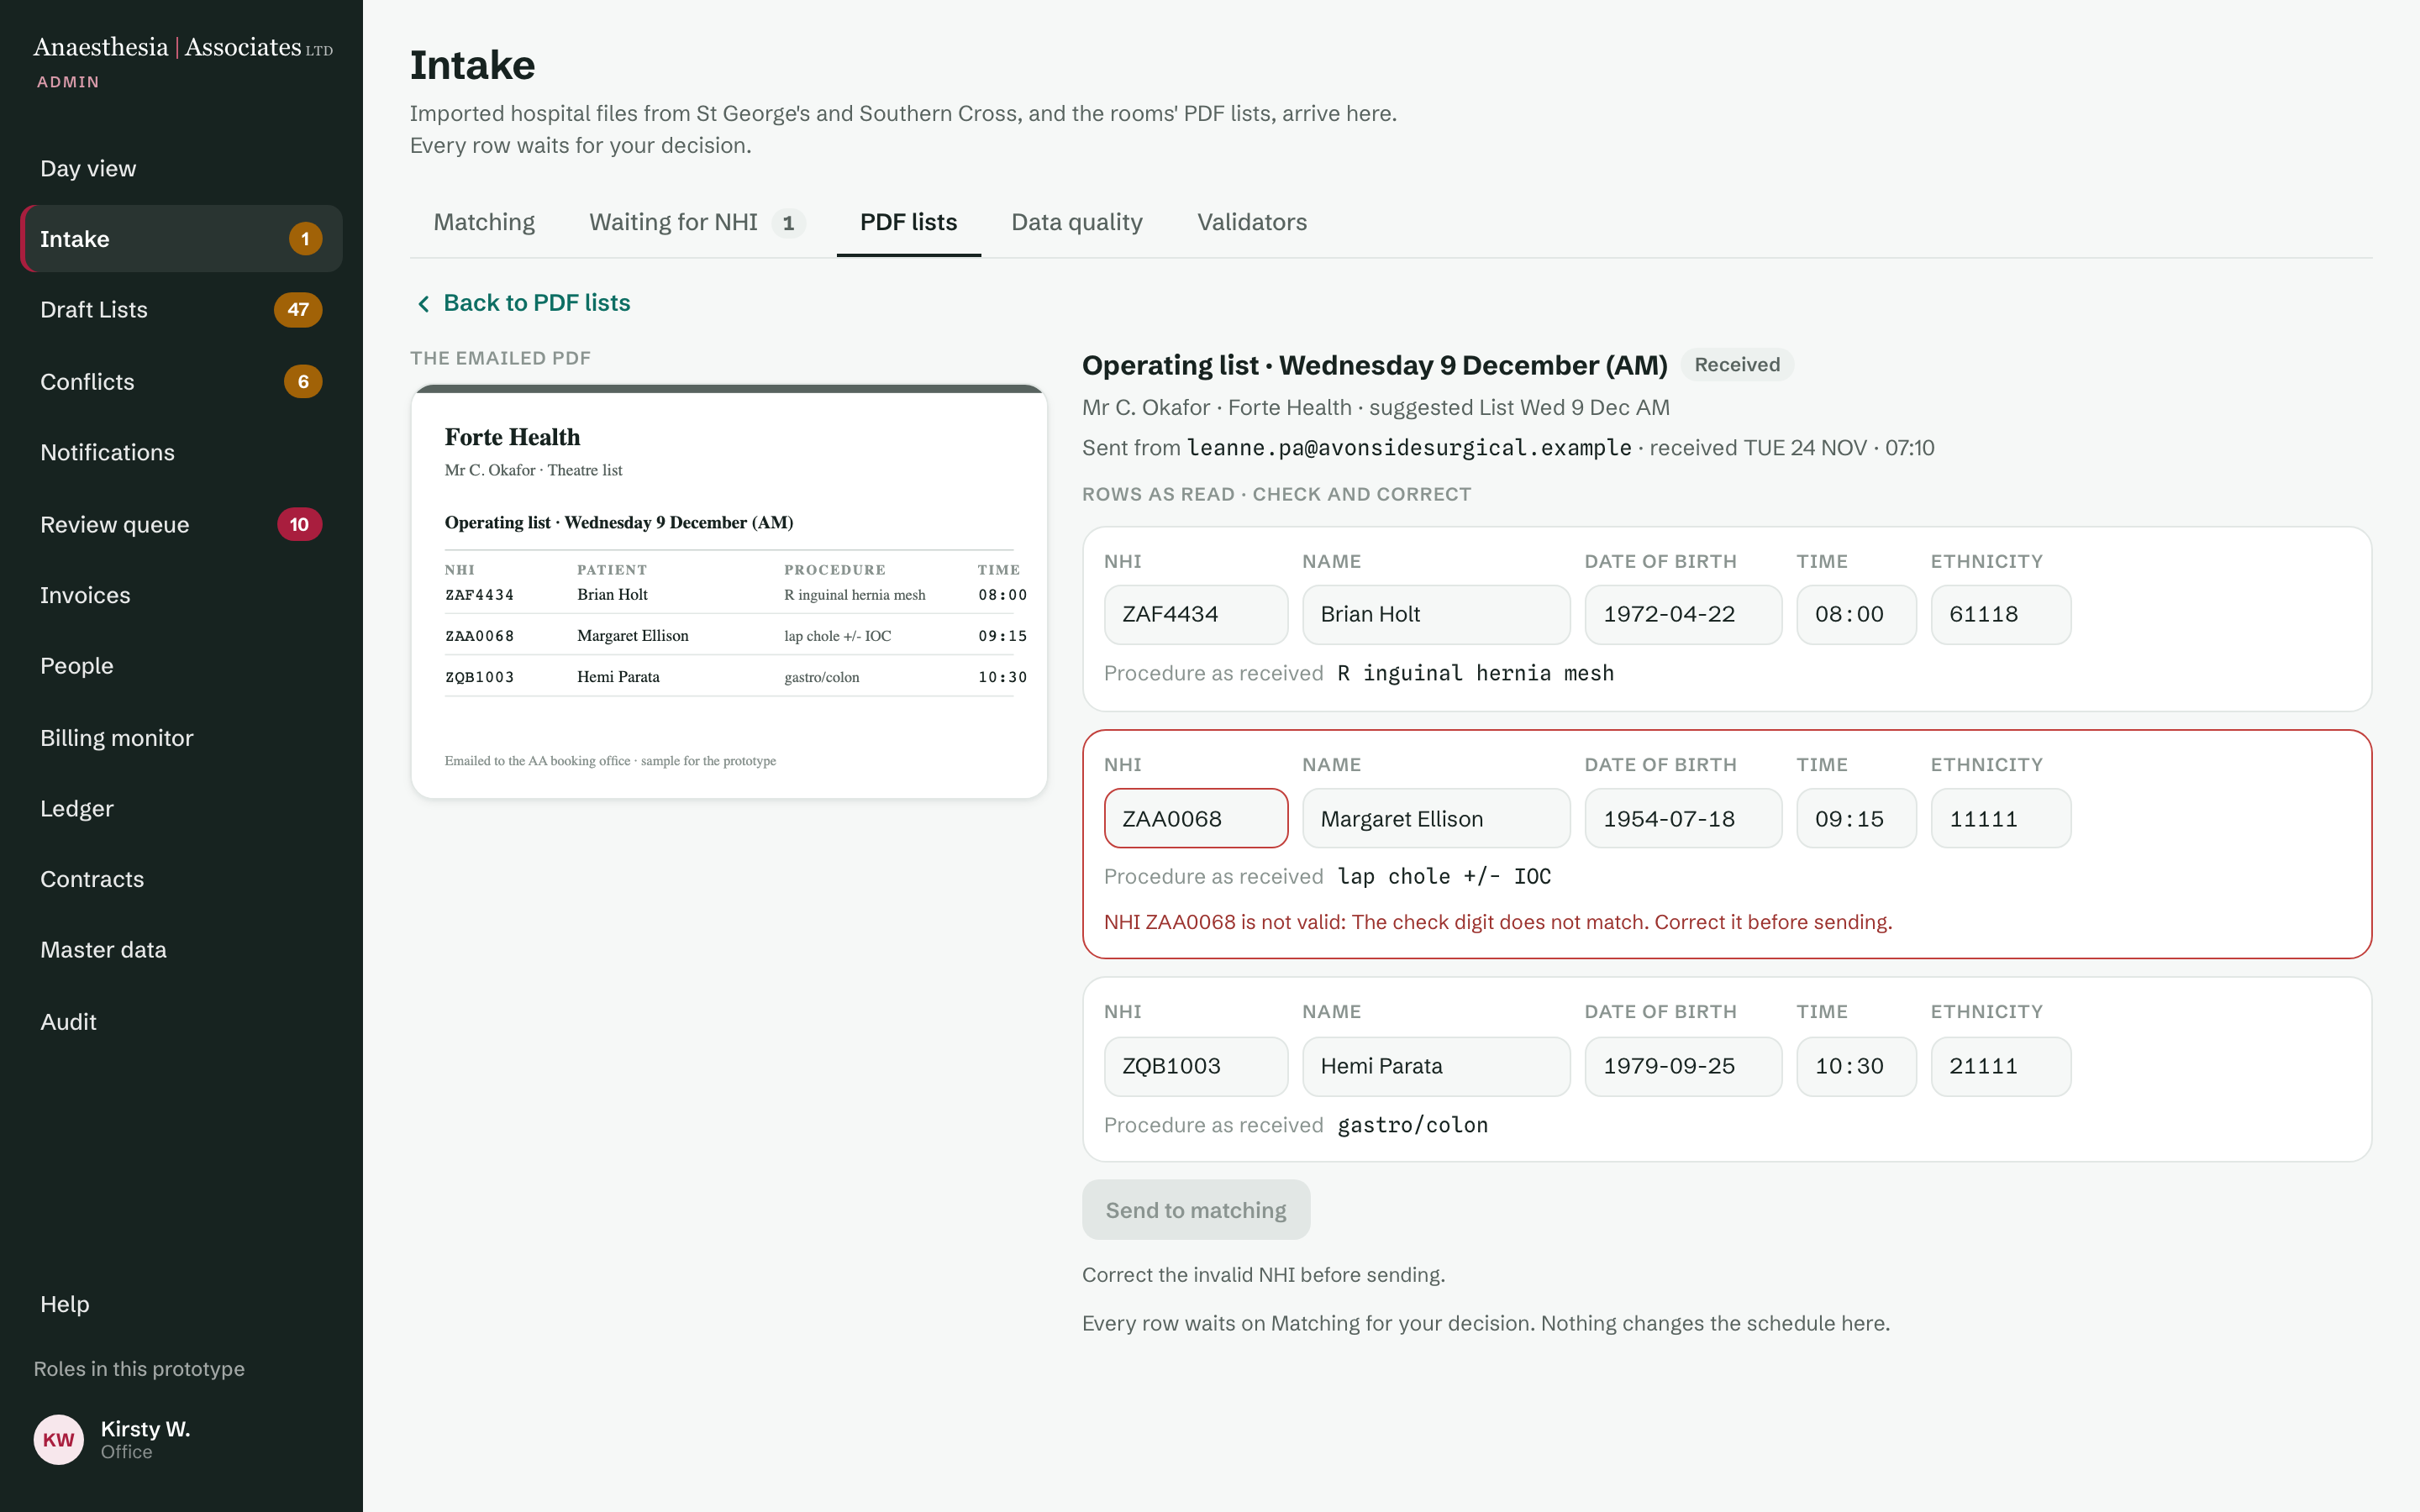 Anaesthesia | Associates LTD
ADMIN
Day view
Intake 1
Draft Lists 47
Conflicts 6
Notifications
Review queue 10
Invoices
People
Billing monitor
Ledger
Contracts
Master data
Audit
Help
Roles in this prototype
KW
Kirsty W.
Office
Intake
Imported hospital files from St George's and Southern Cross, and the rooms' PDF lists, arrive here.
Every row waits for your decision.
Matching Waiting for NHI 1 PDF lists Data quality Validators
Back to PDF lists
THE EMAILED PDF
Forte Health
Mr C. Okafor · Theatre list
Operating list · Wednesday 9 December (AM)
NHI PATIENT PROCEDURE TIME
ZAF4434 Brian Holt R inguinal hernia mesh 08:00
ZAA0068 Margaret Ellison lap chole +/- IOC 09:15
ZQB1003 Hemi Parata gastro/colon 10:30
Emailed to the AA booking office · sample for the prototype
Operating list · Wednesday 9 December (AM) Received
Mr C. Okafor · Forte Health · suggested List Wed 9 Dec AM
Sent from leanne.pa@avonsidesurgical.example · received TUE 24 NOV · 07:10
ROWS AS READ · CHECK AND CORRECT
NHI NAME DATE OF BIRTH TIME ETHNICITY
ZAF4434 Brian Holt 1972-04-22 08:00 61118
Procedure as received R inguinal hernia mesh
NHI NAME DATE OF BIRTH TIME ETHNICITY
ZAA0068 Margaret Ellison 1954-07-18 09:15 11111
Procedure as received lap chole +/- IOC
NHI ZAA0068 is not valid: The check digit does not match. Correct it before sending.
NHI NAME DATE OF BIRTH TIME ETHNICITY
ZQB1003 Hemi Parata 1979-09-25 10:30 21111
Procedure as received gastro/colon
Send to matching
Correct the invalid NHI before sending.
Every row waits on Matching for your decision. Nothing changes the schedule here.